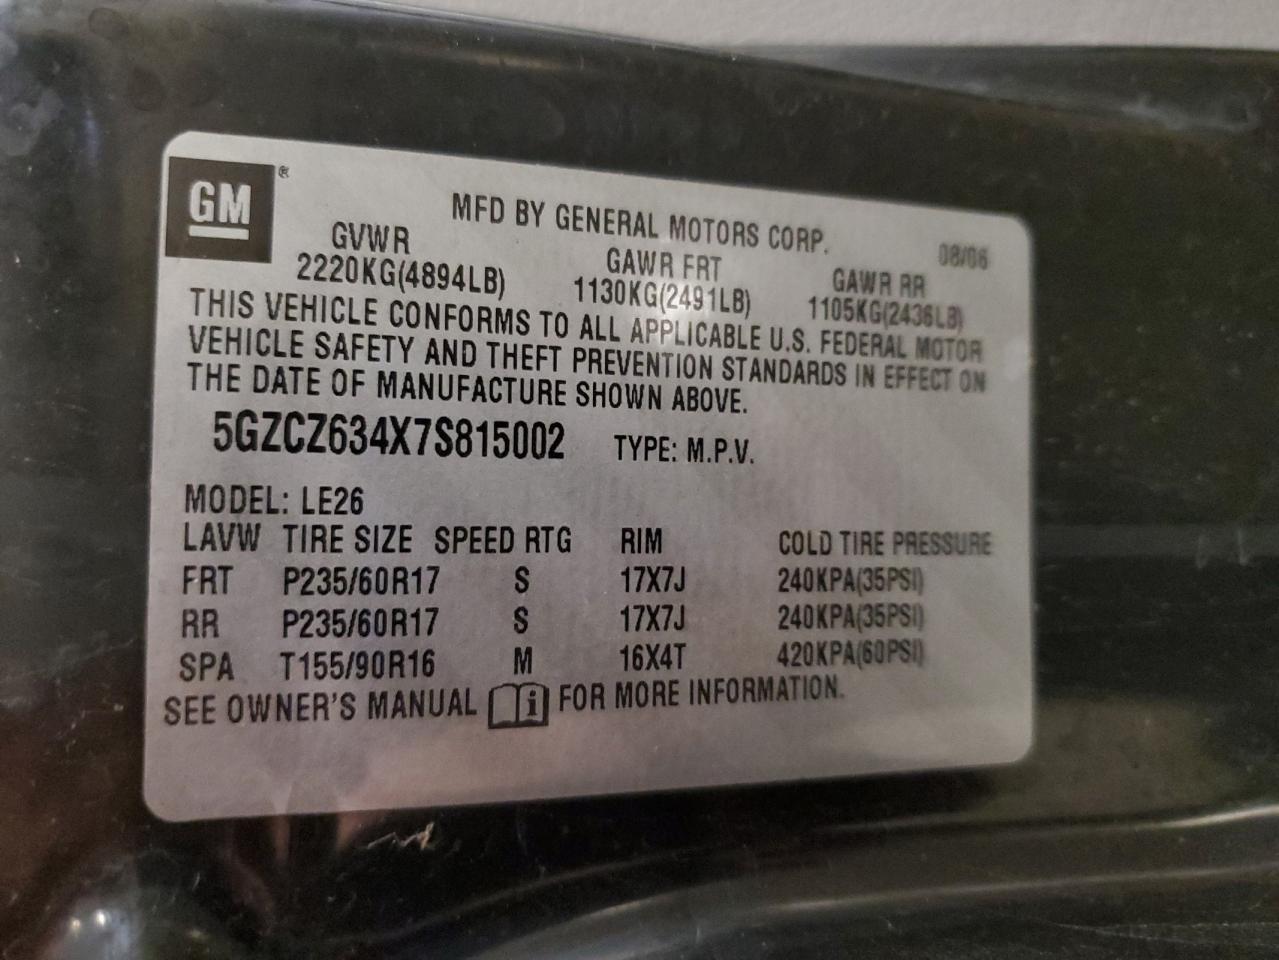 GM ®
MFD BY GENERAL MOTORS CORP.
08/06
GVWR GAWR FRT GAWR RR
2220KG(4894LB) 1130KG(2491LB) 1105KG(2436LB)
THIS VEHICLE CONFORMS TO ALL APPLICABLE U.S. FEDERAL MOTOR
VEHICLE SAFETY AND THEFT PREVENTION STANDARDS IN EFFECT ON
THE DATE OF MANUFACTURE SHOWN ABOVE.
5GZCZ634X7S815002 TYPE: M.P.V.
MODEL: LE26
LAVW TIRE SIZE SPEED RTG RIM COLD TIRE PRESSURE
FRT P235/60R17 S 17X7J 240KPA(35PSI)
RR P235/60R17 S 17X7J 240KPA(35PSI)
SPA T155/90R16 M 16X4T 420KPA(60PSI)
SEE OWNER'S MANUAL i FOR MORE INFORMATION.